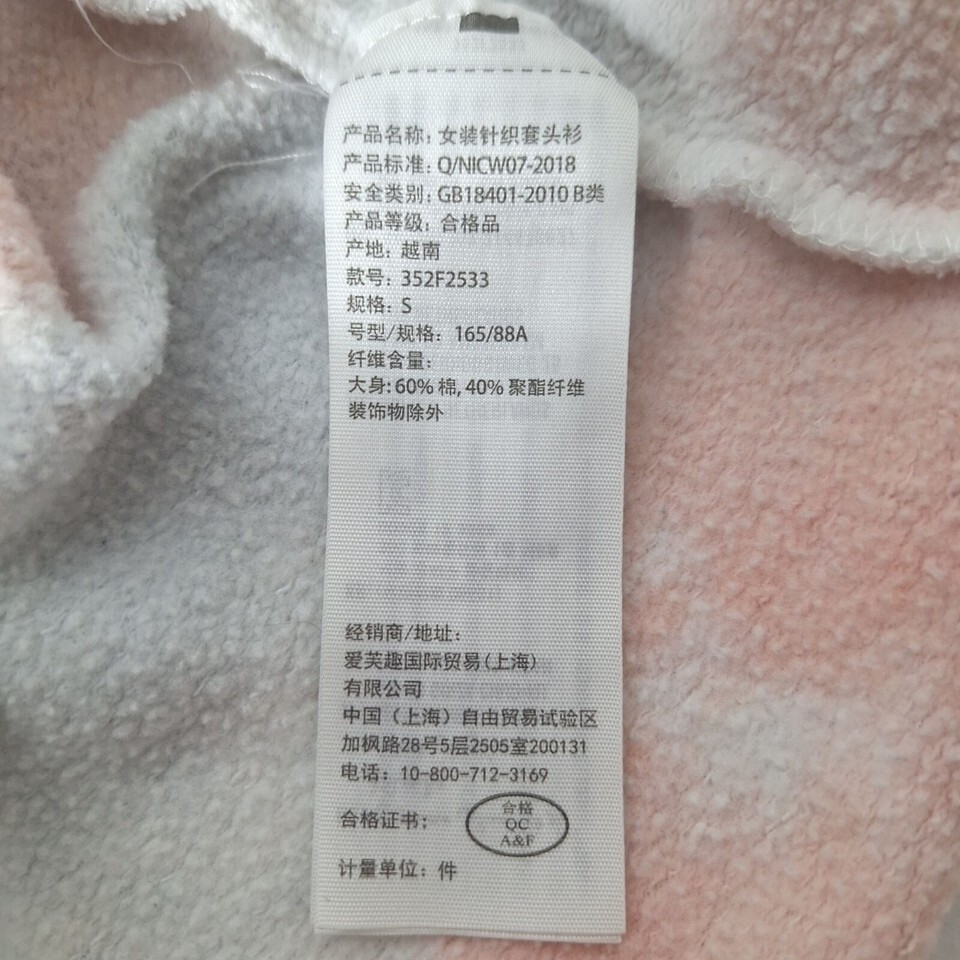 产品名称：女装针织套头衫
产品标准：Q/NICW07-2018
安全类别：GB18401-2010 B类
产品等级：合格品
产地：越南
款号：352F2533
规格：S
号型/规格：165/88A
纤维含量：
大身：60% 棉, 40% 聚酯纤维
装饰物除外
经销商/地址：
爱芙趣国际贸易(上海)
有限公司
中国（上海）自由贸易试验区
加枫路28号5层2505室200131
电话：10-800-712-3169
合格证书：
合格
QC
A&F
计量单位：件